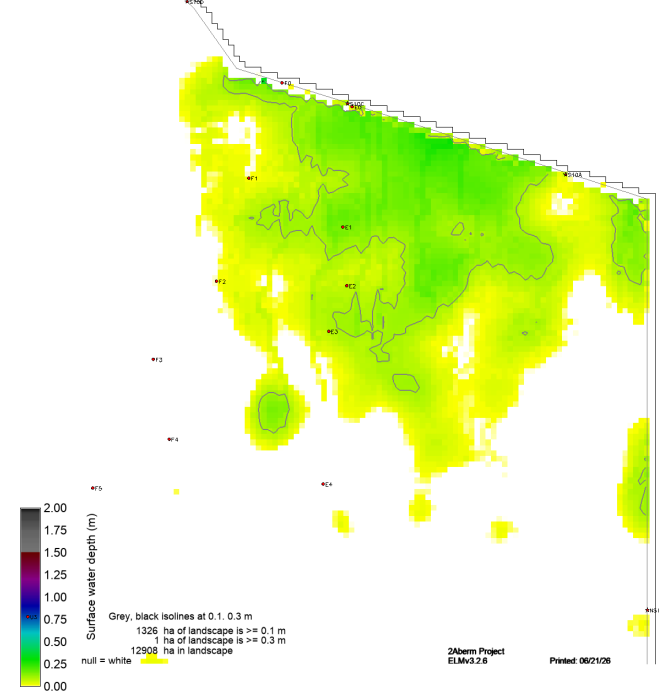 S10D
F0
S10C
E0
S10A
F1
E1
F2
E2
E3
F3
F4
F5
E4
2.00
1.75
1.50
1.25
1.00
0.75
0.50
0.25
0.00
Surface water depth (m)
Grey, black isolines at 0.1. 0.3 m
1326 ha of landscape is >= 0.1 m
1 ha of landscape is >= 0.3 m
12908 ha in landscape
null = white
2Aberm Project
ELMv3.2.6
Printed: 06/21/26